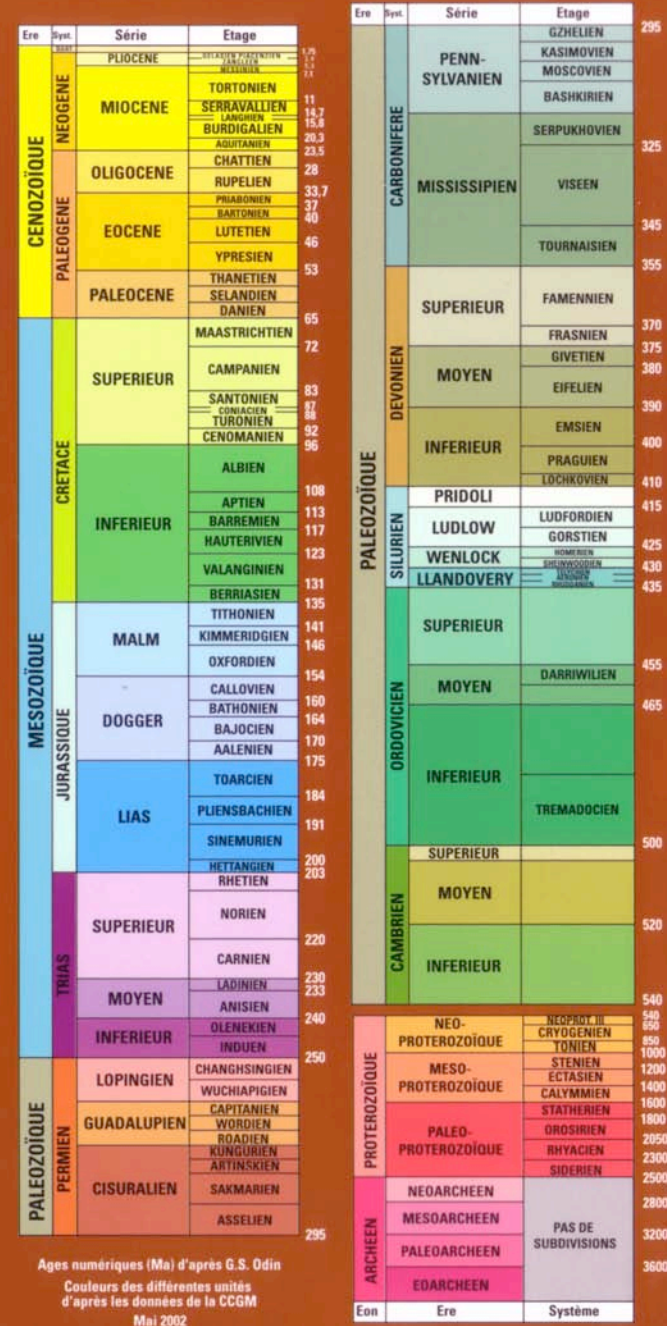 Ere Syst. Série Etage
CENOZOÏQUE
NEOGENE
PLIOCENE
GELASIEN PIACENZIEN
ZANCLEEN
1,75
MESSINIEN
7,1
MIOCENE
TORTONIEN
11
SERRAVALLIEN
14,7
LANGHIEN
15,8
BURDIGALIEN
20,3
AQUITANIEN
23,5
PALEOGENE
OLIGOCENE
CHATTIEN
28
RUPELIEN
33,7
EOCENE
PRIABONIEN
37
BARTONIEN
40
LUTETIEN
46
YPRESIEN
53
PALEOCENE
THANETIEN
SELANDIEN
DANIEN
65
MESOZOÏQUE
CRETACE
SUPERIEUR
MAASTRICHTIEN
72
CAMPANIEN
83
SANTONIEN
87
CONIACIEN
88
TURONIEN
92
CENOMANIEN
96
INFERIEUR
ALBIEN
108
APTIEN
113
BARREMIEN
117
HAUTERIVIEN
123
VALANGINIEN
131
BERRIASIEN
135
JURASSIQUE
MALM
TITHONIEN
141
KIMMERIDGIEN
146
OXFORDIEN
154
DOGGER
CALLOVIEN
160
BATHONIEN
164
BAJOCIEN
170
AALENIEN
175
LIAS
TOARCIEN
184
PLIENSBACHIEN
191
SINEMURIEN
200
HETTANGIEN
203
TRIAS
SUPERIEUR
RHETIEN
NORIEN
220
CARNIEN
230
MOYEN
LADINIEN
233
ANISIEN
240
INFERIEUR
OLENEKIEN
INDUEN
250
PALEOZOÏQUE
PERMIEN
LOPINGIEN
CHANGHSINGIEN
WUCHIAPIGIEN
GUADALUPIEN
CAPITANIEN
WORDIEN
ROADIEN
CISURALIEN
KUNGURIEN
ARTINSKIEN
SAKMARIEN
ASSELIEN
295
Ages numériques (Ma) d'après G.S. Odin
Couleurs des différentes unités
d'après les données de la CCGM
Mai 2002
Ere Syst. Série Etage
295
PALEOZOÏQUE
CARBONIFERE
PENN-
SYLVANIEN
GZHELIEN
KASIMOVIEN
MOSCOVIEN
BASHKIRIEN
MISSISSIPIEN
SERPUKHOVIEN
325
VISEEN
345
TOURNAISIEN
355
DEVONIEN
SUPERIEUR
FAMENNIEN
370
FRASNIEN
375
MOYEN
GIVETIEN
380
EIFELIEN
390
INFERIEUR
EMSIEN
400
PRAGUIEN
LOCHKOVIEN
410
SILURIEN
PRIDOLI
415
LUDLOW
LUDFORDIEN
GORSTIEN
425
WENLOCK
HOMERIEN
SHEINWOODIEN
430
LLANDOVERY
TELYCHIEN
AERONIEN
RHUDDANIEN
435
ORDOVICIEN
SUPERIEUR
455
MOYEN
DARRIWILIEN
465
INFERIEUR
TREMADOCIEN
500
CAMBRIEN
SUPERIEUR
MOYEN
520
INFERIEUR
540
PROTEROZOÏQUE
NEO-
PROTEROZOÏQUE
540
NEOPROT. III
650
CRYOGENIEN
850
TONIEN
1000
MESO-
PROTEROZOÏQUE
STENIEN
1200
ECTASIEN
1400
CALYMMIEN
1600
PALEO-
PROTEROZOÏQUE
STATHERIEN
1800
OROSIRIEN
2050
RHYACIEN
2300
SIDERIEN
2500
ARCHEEN
NEOARCHEEN
2800
MESOARCHEEN
3200
PALEOARCHEEN
3600
EOARCHEEN
PAS DE
SUBDIVISIONS
Eon Ere Système